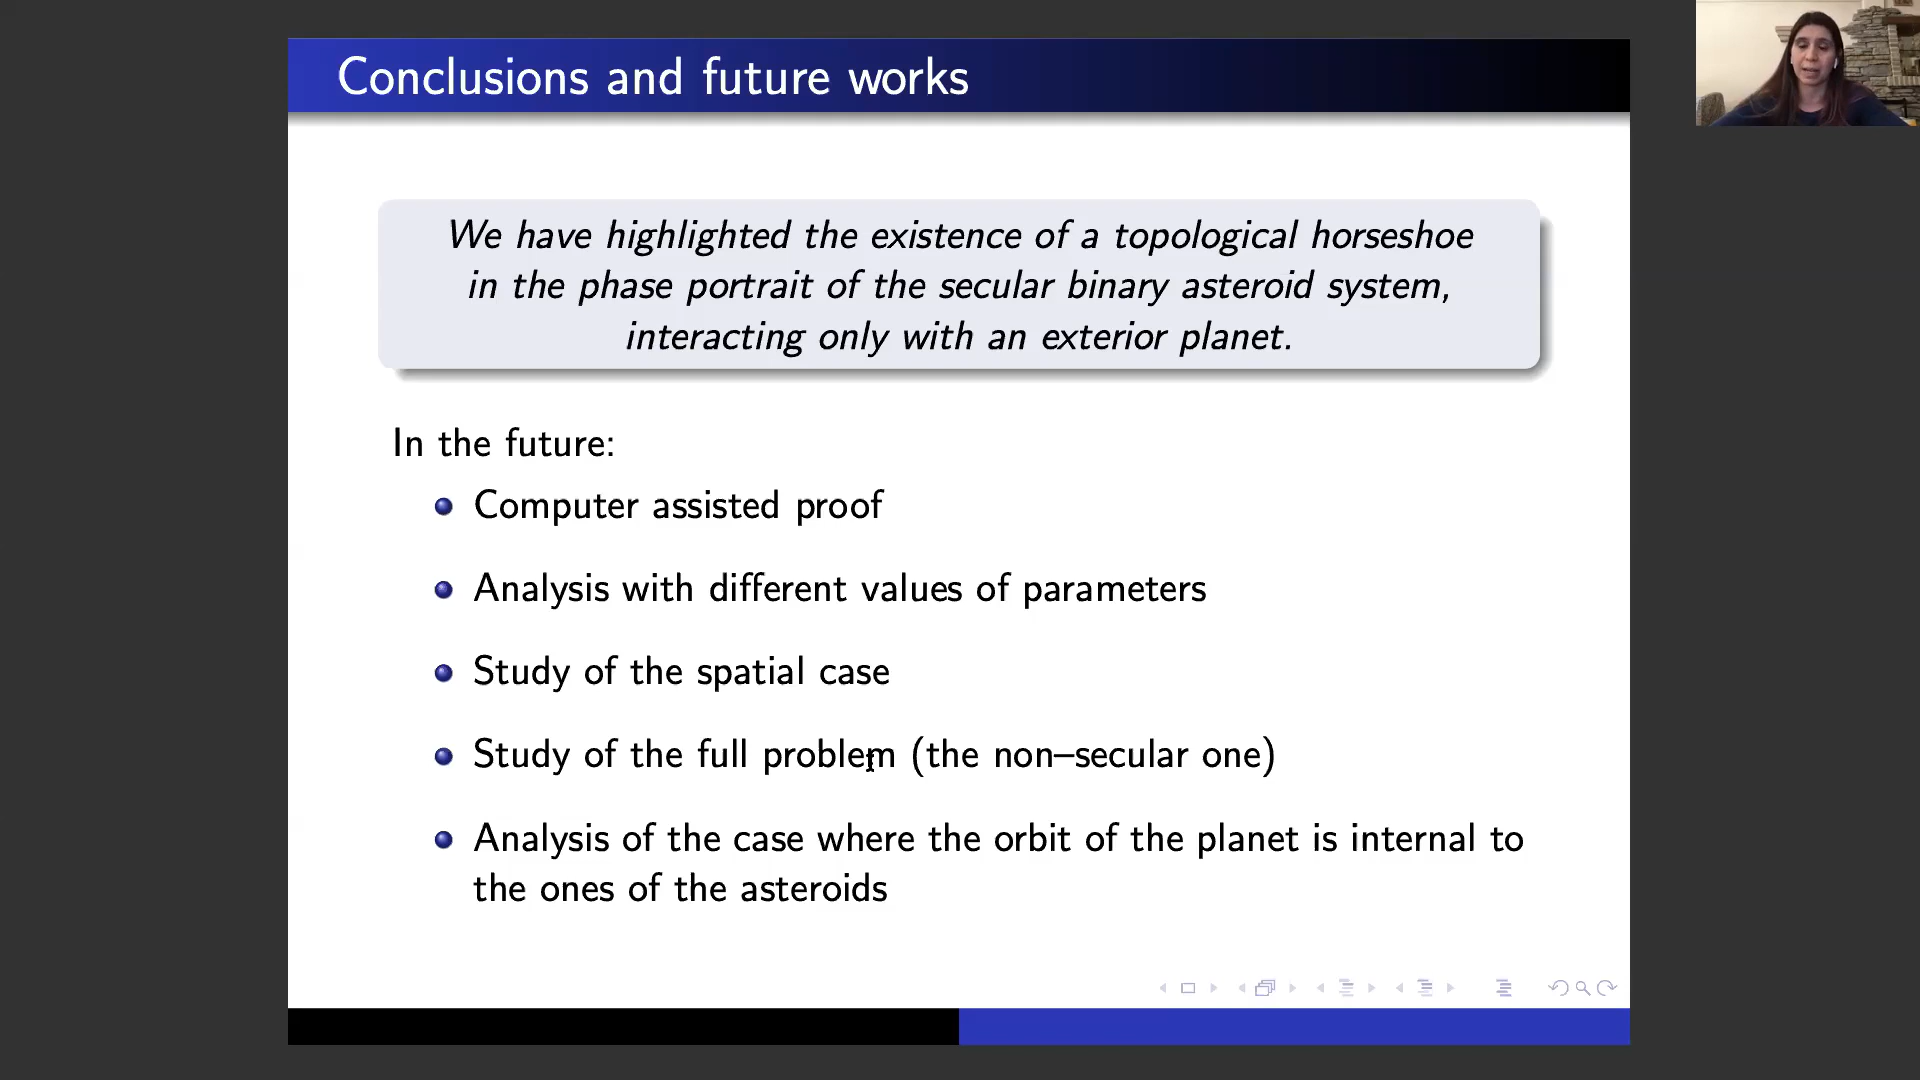 Conclusions and future works
We have highlighted the existence of a topological horseshoe
in the phase portrait of the secular binary asteroid system,
interacting only with an exterior planet.
In the future:
Computer assisted proof
Analysis with different values of parameters
Study of the spatial case
Study of the full problem (the non–secular one)
Analysis of the case where the orbit of the planet is internal to
the ones of the asteroids